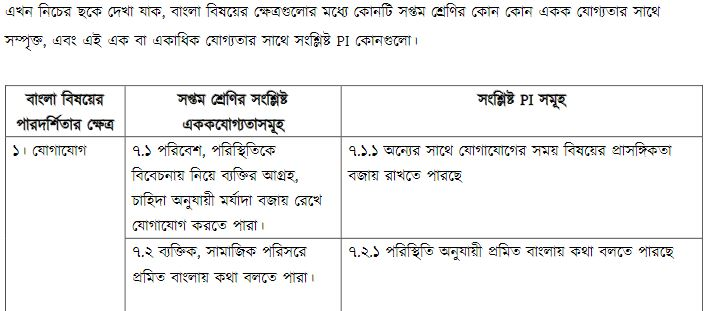 এখন নিচের ছকে দেখা যাক, বাংলা বিষয়ের ক্ষেত্রগুলোর মধ্যে কোনটি সপ্তম শ্রেণির কোন কোন একক যোগ্যতার সাথে
সম্পৃক্ত, এবং এই এক বা একাধিক যোগ্যতার সাথে সংশ্লিষ্ট PI কোনগুলো।
বাংলা বিষয়ের
পারদর্শিতার ক্ষেত্র
সপ্তম শ্রেণির সংশ্লিষ্ট
এককযোগ্যতাসমূহ
সংশ্লিষ্ট PI সমূহ
১। যোগাযোগ
৭.১ পরিবেশ, পরিস্থিতিকে
বিবেচনায় নিয়ে ব্যক্তির আগ্রহ,
চাহিদা অনুযায়ী মর্যাদা বজায় রেখে
যোগাযোগ করতে পারা।
৭.১.১ অন্যের সাথে যোগাযোগের সময় বিষয়ের প্রাসঙ্গিকতা
বজায় রাখতে পারছে
৭.২ ব্যক্তিক, সামাজিক পরিসরে
প্রমিত বাংলায় কথা বলতে পারা।
৭.২.১ পরিস্থিতি অনুযায়ী প্রমিত বাংলায় কথা বলতে পারছে